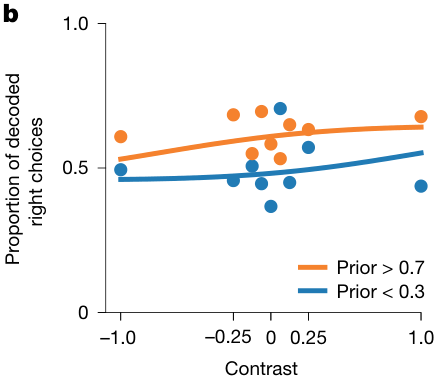 b
1.0
0.5
0
Proportion of decoded
right choices
Prior > 0.7
Prior < 0.3
−1.0 −0.25 0 0.25 1.0
Contrast